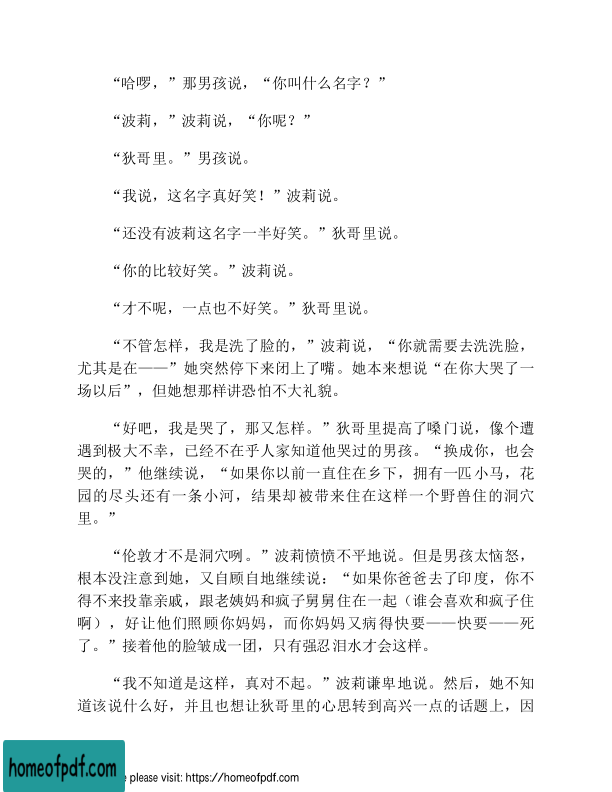 “哈啰，”那男孩说，“你叫什么名字？”
“波莉，”波莉说，“你呢？”
“狄哥里。”男孩说。
“我说，这名字真好笑！”波莉说。
“还没有波莉这名字一半好笑。”狄哥里说。
“你的比较好笑。”波莉说。
“才不呢，一点也不好笑。”狄哥里说。
“不管怎样，我是洗了脸的，”波莉说，“你就需要去洗洗脸，
尤其是在——”她突然停下来闭上了嘴。她本来想说“在你大哭了一
场以后”，但她想那样讲恐怕不大礼貌。
“好吧，我是哭了，那又怎样。”狄哥里提高了嗓门说，像个遭
遇到极大不幸，已经不在乎人家知道他哭过的男孩。“换成你，也会
哭的，”他继续说，“如果你以前一直住在乡下，拥有一匹小马，花
园的尽头还有一条小河，结果却被带来住在这样一个野兽住的洞穴
里。”
“伦敦才不是洞穴咧。”波莉愤愤不平地说。但是男孩太恼怒，
根本没注意到她，又自顾自地继续说：“如果你爸爸去了印度，你不
得不来投靠亲戚，跟老姨妈和疯子舅舅住在一起（谁会喜欢和疯子住
啊），好让他们照顾你妈妈，而你妈妈又病得快要——快要——死
了。”接着他的脸皱成一团，只有强忍泪水才会这样。
“我不知道是这样，真对不起。”波莉谦卑地说。然后，她不知
道该说什么好，并且也想让狄哥里的心思转到高兴一点的话题上，因
homeofpdf.com
e please visit: https://homeofpdf.com